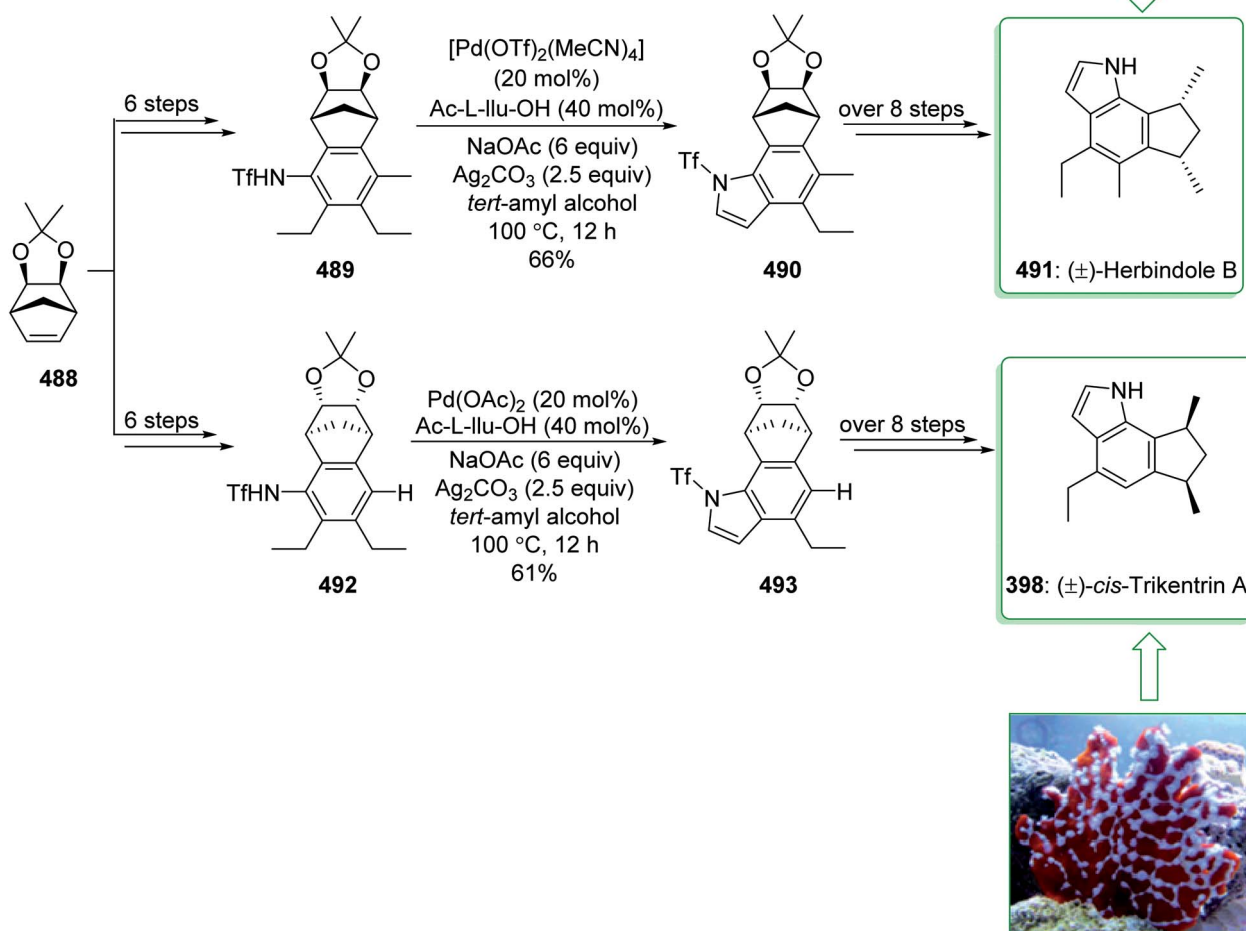 6 steps
O
O
TfHN
489
[Pd(OTf)2(MeCN)4]
(20 mol%)
Ac-L-Ilu-OH (40 mol%)
NaOAc (6 equiv)
Ag2CO3 (2.5 equiv)
tert-amyl alcohol
100 °C, 12 h
66%
O
O
Tf
N
490
over 8 steps
NH
491: (±)-Herbindole B
O
O
488
6 steps
O
O
TfHN
H
492
Pd(OAc)2 (20 mol%)
Ac-L-Ilu-OH (40 mol%)
NaOAc (6 equiv)
Ag2CO3 (2.5 equiv)
tert-amyl alcohol
100 °C, 12 h
61%
O
O
Tf
N
H
493
over 8 steps
NH
398: (±)-cis-Trikentrin A